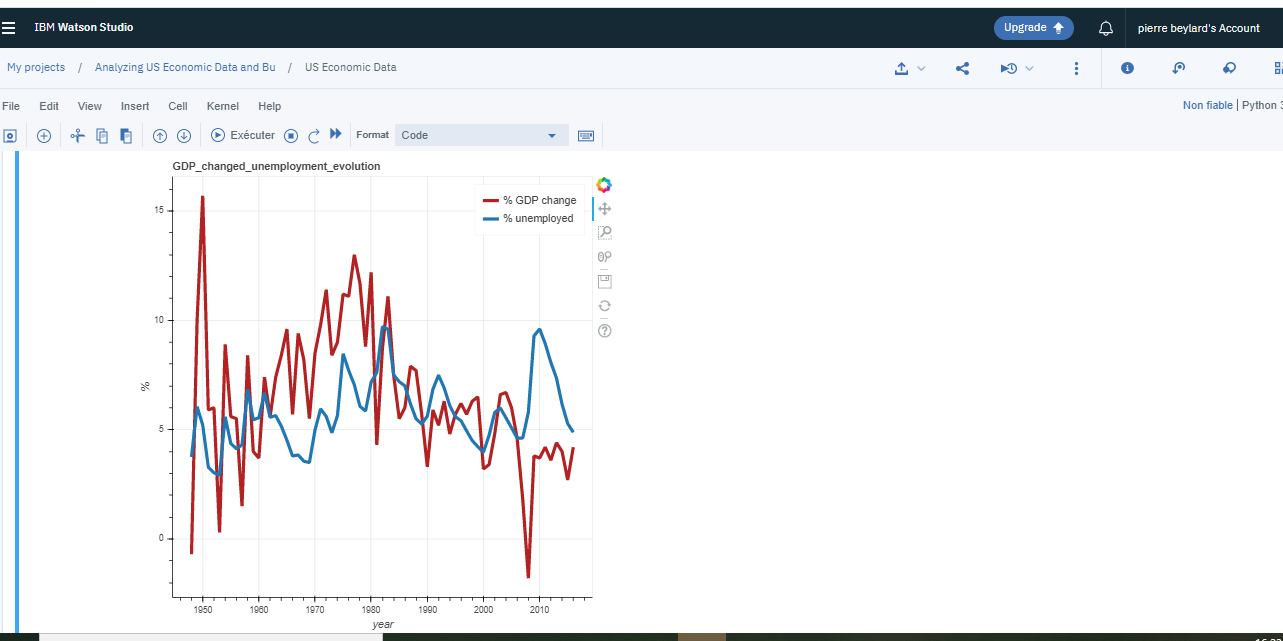 IBM Watson Studio
Upgrade
pierre beylard's Account
My projects / Analyzing US Economic Data and Bu / US Economic Data
File Edit View Insert Cell Kernel Help
Non fiable | Python 3
Exécuter
Format
Code
GDP_changed_unemployment_evolution
% GDP change
% unemployed
15
10
5
0
%
1950 1960 1970 1980 1990 2000 2010
year